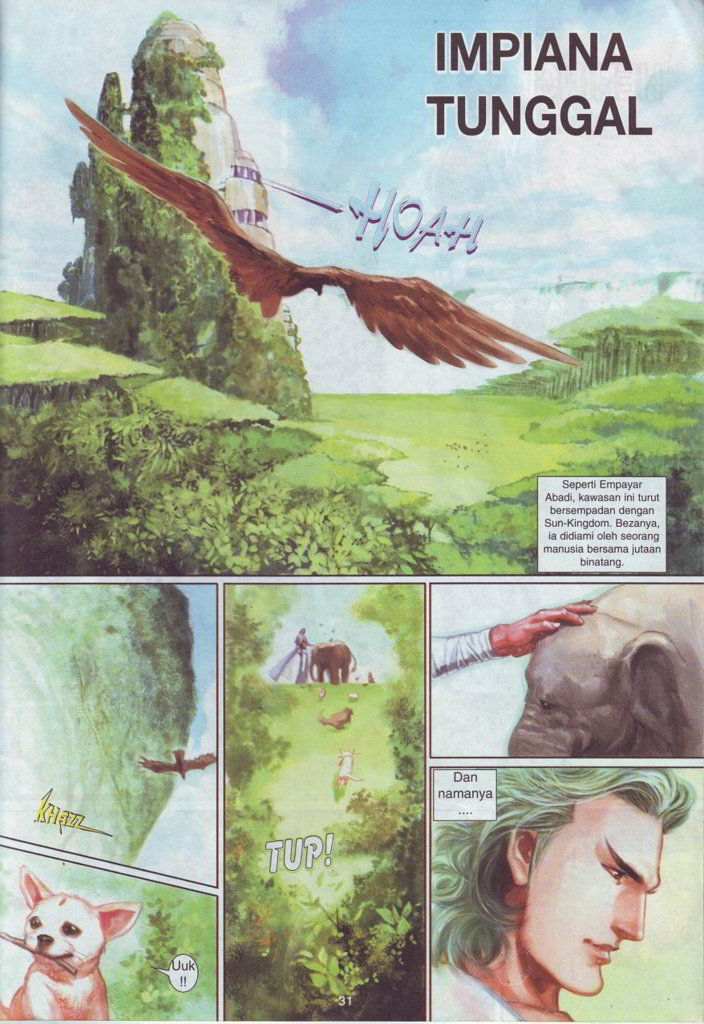 IMPIANA
TUNGGAL
HOAH
Seperti Empayar
Abadi, kawasan ini turut
bersempadan dengan
Sun-Kingdom. Bezanya,
ia didiami oleh seorang
manusia bersama jutaan
binatang.
KHAZZ
TUP!
Dan
namanya
....
Uuk
!!
31